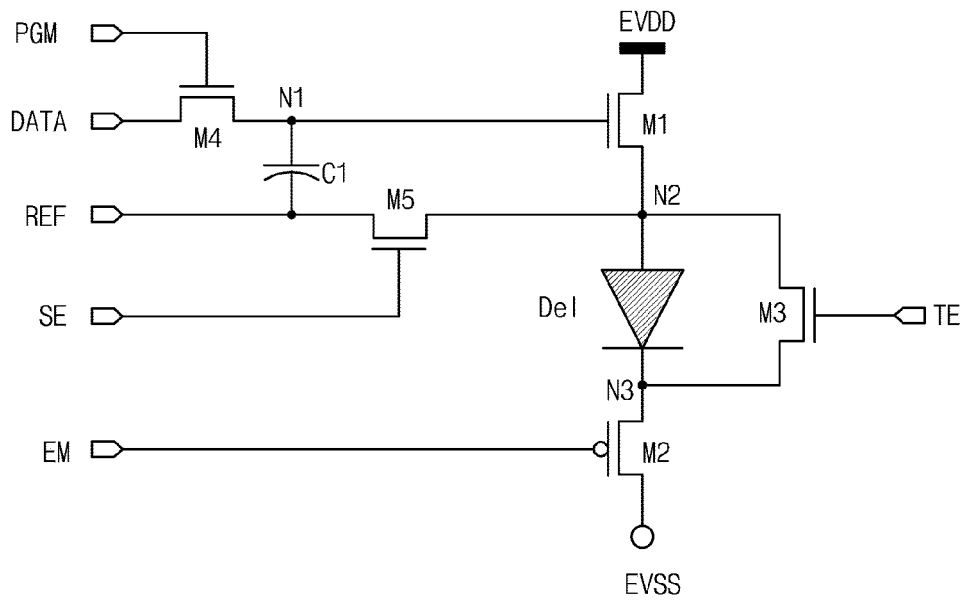 PGM
EVDD
DATA
M4
N1
M1
C1
REF
M5
N2
SE
Del
M3
TE
N3
EM
M2
EVSS